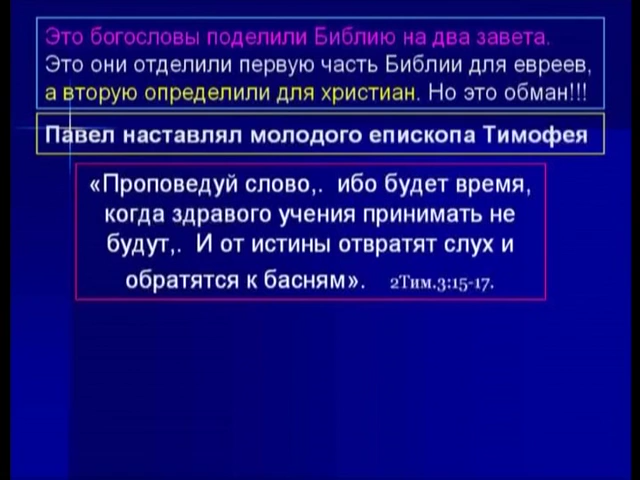 Это богословы поделили Библию на два завета.
Это они отделили первую часть Библии для евреев,
а вторую определили для христиан. Но это обман!!!
Павел наставлял молодого епископа Тимофея
«Проповедуй слово,.  ибо будет время,
когда здравого учения принимать не
будут,.  И от истины отвратят слух и
обратятся к басням».    2Тим.3:15-17.